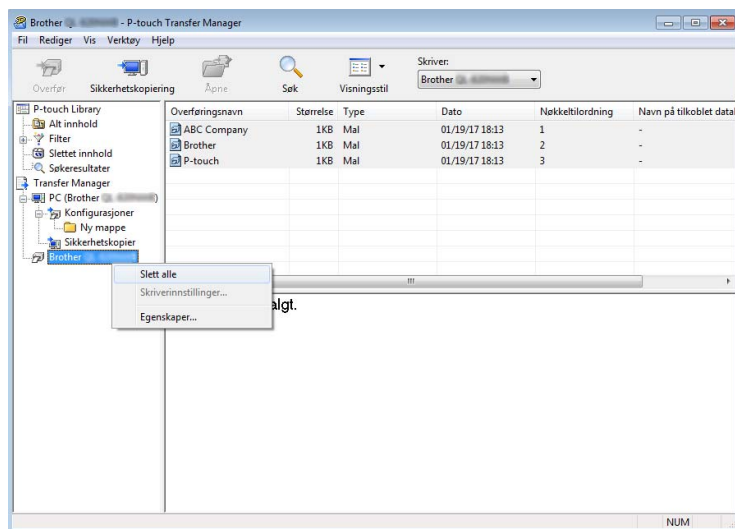 Brother - P-touch Transfer Manager
Fil Rediger Vis Verktøy Hjelp
Overfør Sikkerhetskopiering Åpne Søk Visningsstil
Skriver:
Brother
P-touch Library
Alt innhold
Filter
Slettet innhold
Søkeresultater
Transfer Manager
PC (Brother )
Konfigurasjoner
Ny mappe
Sikkerhetskopier
Brother
Overføringsnavn Størrelse Type Dato Nøkkeltilordning Navn på tilkoblet datal
ABC Company 1KB Mal 01/19/17 18:13 1 -
Brother 1KB Mal 01/19/17 18:13 2 -
P-touch 1KB Mal 01/19/17 18:13 3 -
Slett alle
Skriverinnstillinger...
Egenskaper...
algt.
NUM